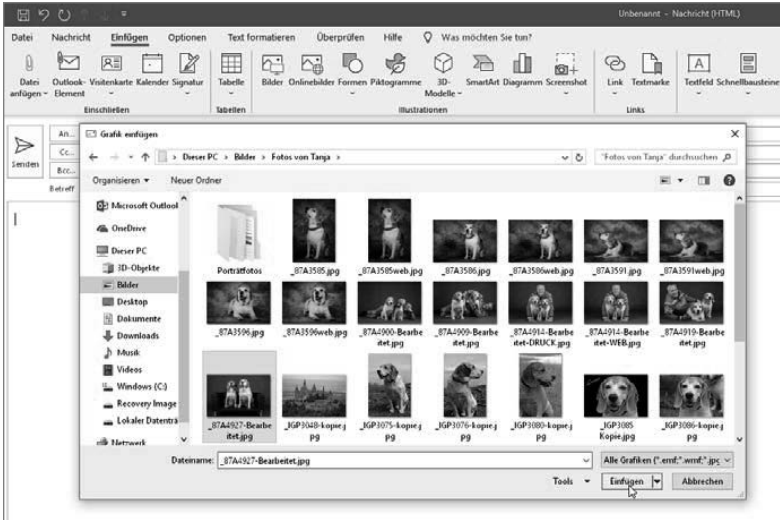 Unbenannt - Nachricht (HTML)
Datei Nachricht Einfügen Optionen Text formatieren Überprüfen Hilfe Was möchten Sie tun?
Datei anfügen Outlook-Element Visitenkarte Kalender Signatur Tabelle Bilder Onlinebilder Formen Piktogramme 3D-Modelle SmartArt Diagramm Screenshot Link Textmarke Textfeld Schnellbausteine
Einschließen Tabellen Illustrationen Links
Senden
An...
Cc...
Bcc...
Betreff
Grafik einfügen
Dieser PC > Bilder > Fotos von Tanja >
"Fotos von Tanja" durchsuchen
Organisieren Neuer Ordner
Microsoft Outlool
OneDrive
Dieser PC
3D-Objekte
Bilder
Desktop
Dokumente
Downloads
Musik
Videos
Windows (C:)
Recovery Image
Lokaler Datenträ
Netzwerk
Porträtfotos _87A3585.jpg _87A3585web.jpg _87A3586.jpg _87A3586web.jpg _87A3591.jpg _87A3591web.jpg
_87A3596.jpg _87A3596web.jpg _87A4900-Bearbeitet.jpg _87A4909-Bearbeitet.jpg _87A4914-Bearbeitet-DRUCK.jpg _87A4914-Bearbeitet-WEB.jpg _87A4919-Bearbeitet.jpg
_87A4927-Bearbeitet.jpg _IGP3048-kopie.jpg _IGP3075-kopie.jpg _IGP3076-kopie.jpg _IGP3080-kopie.jpg _IGP3085 Kopie.jpg _IGP3086-kopie.jpg
Dateiname: _87A4927-Bearbeitet.jpg
Alle Grafiken (*.emf;*.wmf;*.jpg
Tools Einfügen Abbrechen